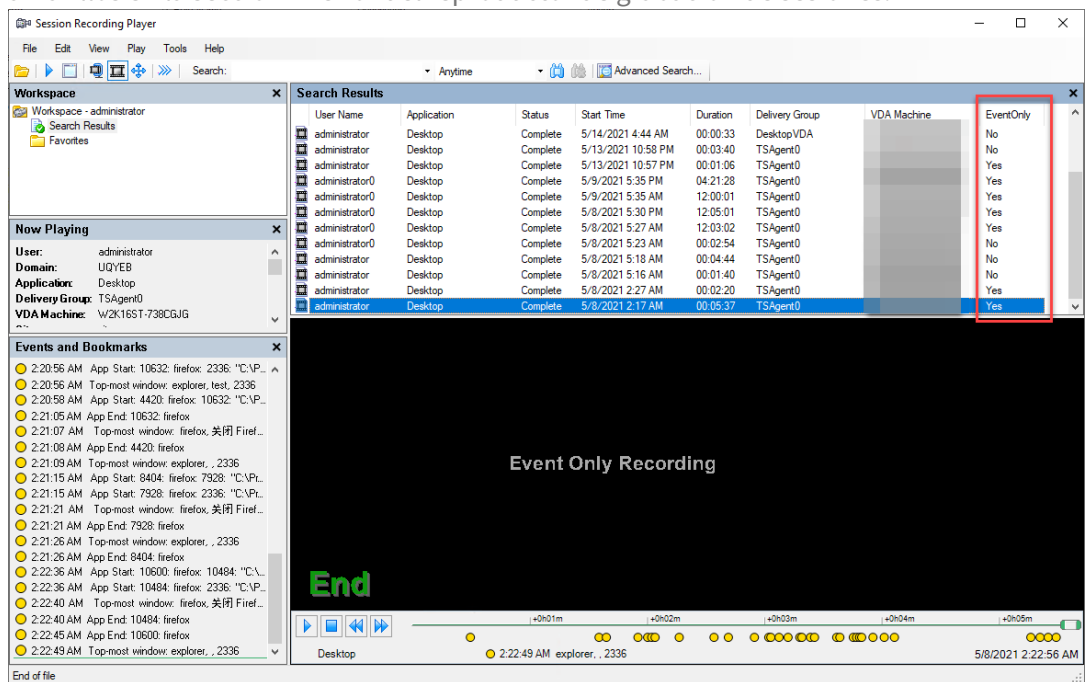 Session Recording Player
File Edit View Play Tools Help
Search: Anytime Advanced Search...
Workspace
Workspace - administrator
Search Results
Favorites
Now Playing
User: administrator
Domain: UQYEB
Application: Desktop
Delivery Group: TSAgent0
VDA Machine: W2K16ST-738CGJG
Events and Bookmarks
2:20:56 AM App Start: 10632: firefox: 2336: "C:\P...
2:20:56 AM Top-most window: explorer, test, 2336
2:20:58 AM App Start: 4420: firefox: 10632: "C:\P...
2:21:05 AM App End: 10632: firefox
2:21:07 AM Top-most window: firefox, 关闭 Firef...
2:21:08 AM App End: 4420: firefox
2:21:09 AM Top-most window: explorer, , 2336
2:21:15 AM App Start: 8404: firefox: 7928: "C:\Pr...
2:21:15 AM App Start: 7928: firefox: 2336: "C:\Pr...
2:21:21 AM Top-most window: firefox, 关闭 Firef...
2:21:21 AM App End: 7928: firefox
2:21:26 AM Top-most window: explorer, , 2336
2:21:26 AM App End: 8404: firefox
2:22:36 AM App Start: 10600: firefox: 10484: "C:\...
2:22:36 AM App Start: 10484: firefox: 2336: "C:\P...
2:22:40 AM Top-most window: firefox, 关闭 Firef...
2:22:40 AM App End: 10484: firefox
2:22:45 AM App End: 10600: firefox
2:22:49 AM Top-most window: explorer, , 2336
Search Results
User Name Application Status Start Time Duration Delivery Group VDA Machine EventOnly
administrator Desktop Complete 5/14/2021 4:44 AM 00:00:33 DesktopVDA No
administrator Desktop Complete 5/13/2021 10:58 PM 00:03:40 TSAgent0 No
administrator Desktop Complete 5/13/2021 10:57 PM 00:01:06 TSAgent0 Yes
administrator0 Desktop Complete 5/9/2021 5:35 PM 04:21:28 TSAgent0 Yes
administrator0 Desktop Complete 5/9/2021 5:35 AM 12:00:01 TSAgent0 Yes
administrator0 Desktop Complete 5/8/2021 5:30 PM 12:05:01 TSAgent0 Yes
administrator0 Desktop Complete 5/8/2021 5:27 AM 12:03:02 TSAgent0 Yes
administrator0 Desktop Complete 5/8/2021 5:23 AM 00:02:54 TSAgent0 No
administrator Desktop Complete 5/8/2021 5:18 AM 00:04:44 TSAgent0 No
administrator Desktop Complete 5/8/2021 5:16 AM 00:01:40 TSAgent0 No
administrator Desktop Complete 5/8/2021 2:27 AM 00:02:20 TSAgent0 Yes
administrator Desktop Complete 5/8/2021 2:17 AM 00:05:37 TSAgent0 Yes
Event Only Recording
End
+0h01m +0h02m +0h03m +0h04m +0h05m
Desktop 2:22:49 AM explorer, , 2336 5/8/2021 2:22:56 AM
End of file